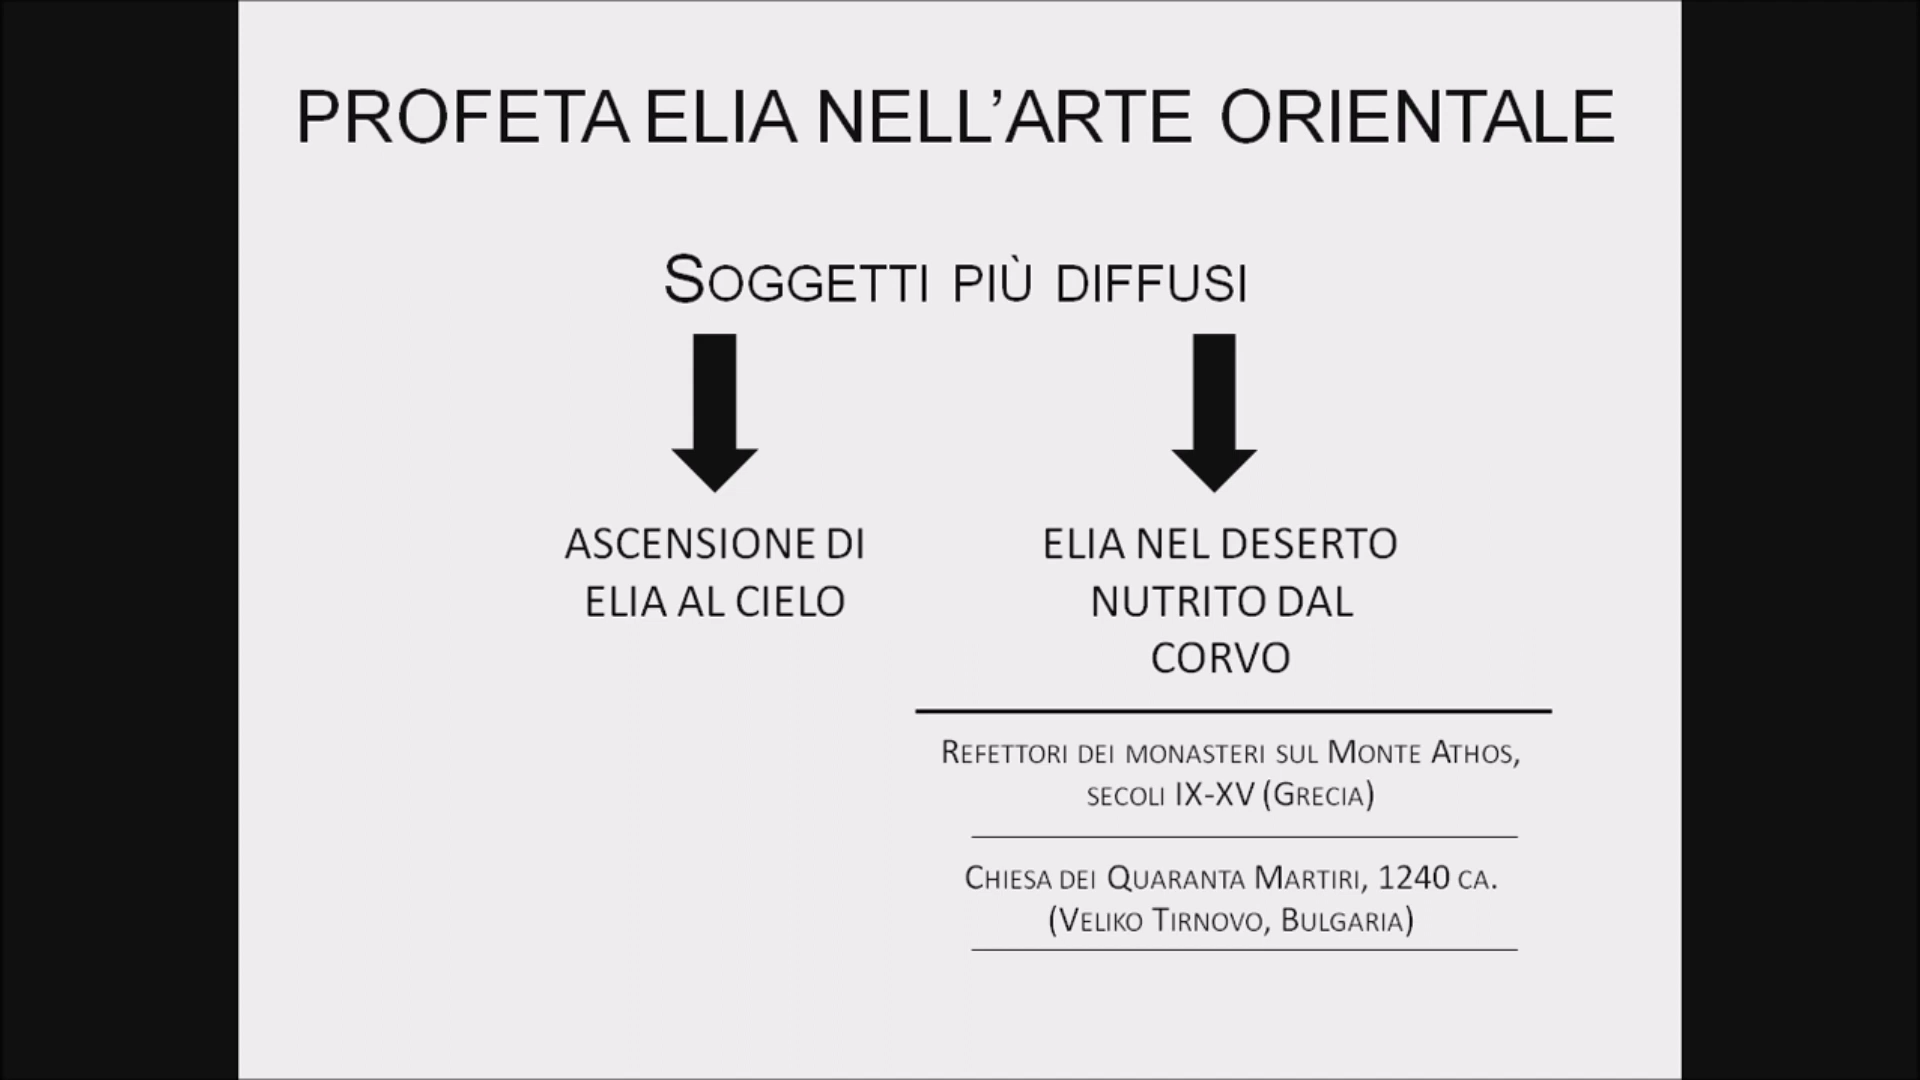 PROFETA ELIA NELL’ARTE ORIENTALE
Soggetti più diffusi
ASCENSIONE DI
ELIA AL CIELO
ELIA NEL DESERTO
NUTRITO DAL
CORVO
Refettori dei monasteri sul Monte Athos,
secoli IX-XV (Grecia)
Chiesa dei Quaranta Martiri, 1240 ca.
(Veliko Tirnovo, Bulgaria)